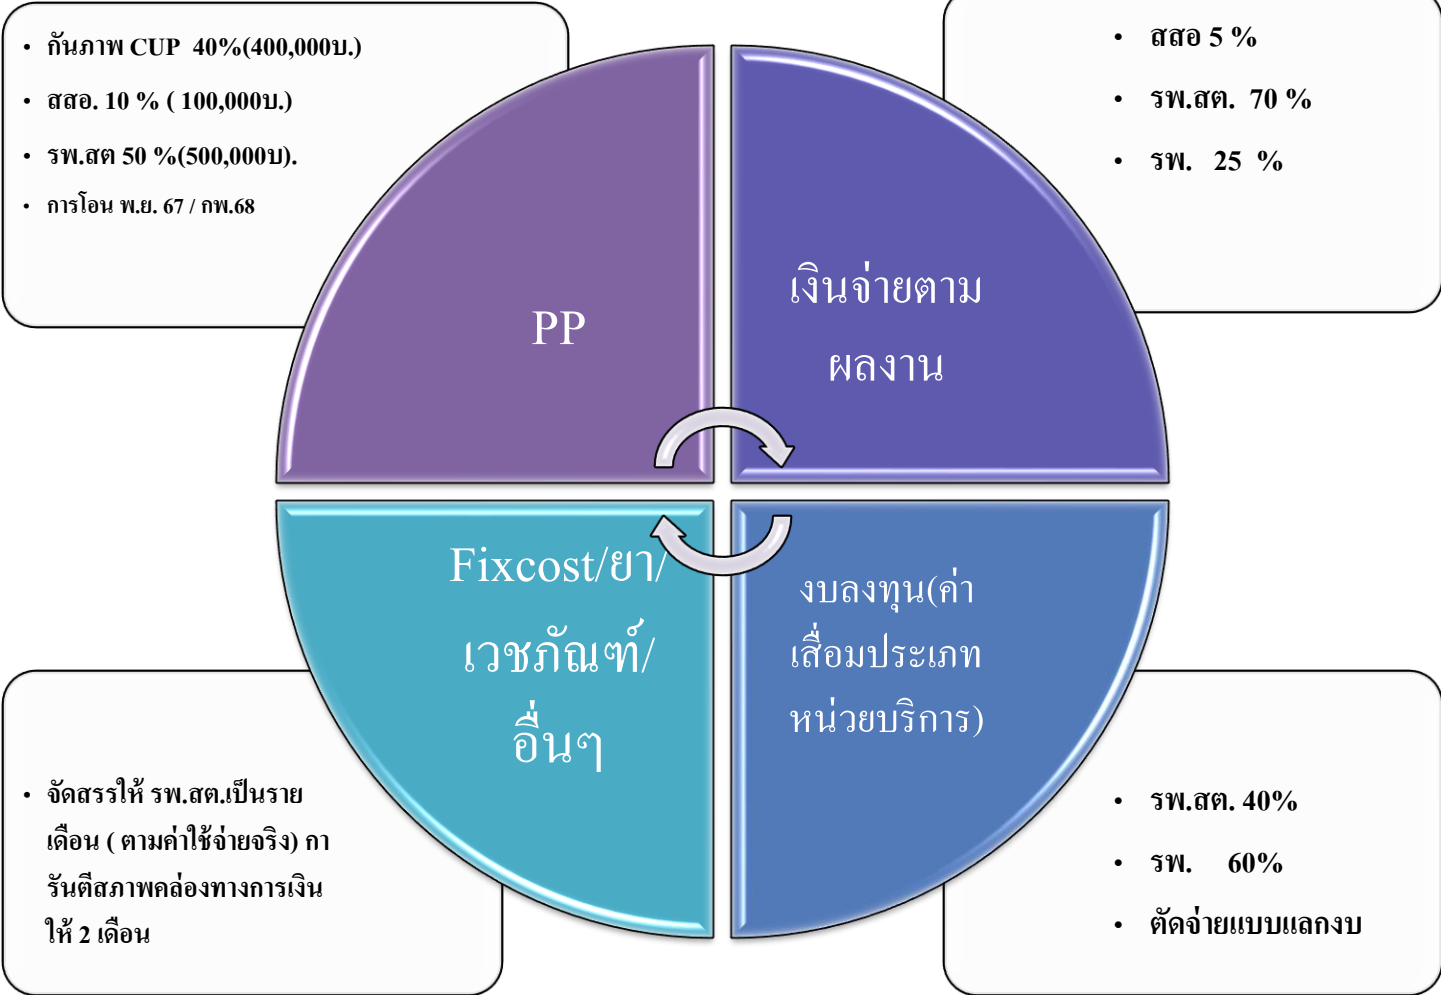 • กันภาพ CUP 40%(400,000บ.)
• สสอ. 10 % ( 100,000บ.)
• รพ.สต 50 %(500,000บ).
• การโอน พ.ย. 67 / กพ.68
• สสอ 5 %
• รพ.สต. 70 %
• รพ. 25 %
PP
เงินจ่ายตาม
ผลงาน
Fixcost/ยา/
เวชภัณฑ์/
อื่นๆ
งบลงทุน(ค่า
เสื่อมประเภท
หน่วยบริการ)
• จัดสรรให้ รพ.สต.เป็นราย
เดือน ( ตามค่าใช้จ่ายจริง) กา
รันตีสภาพคล่องทางการเงิน
ให้ 2 เดือน
• รพ.สต. 40%
• รพ. 60%
• ตัดจ่ายแบบแลกงบ